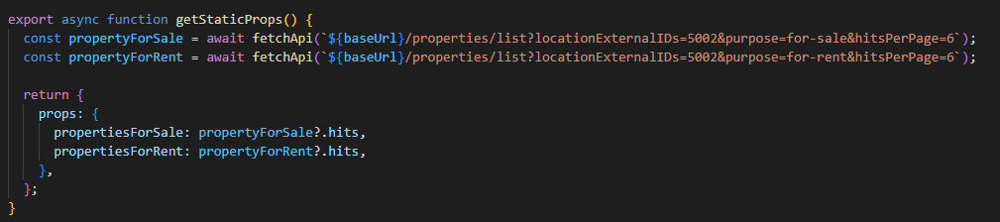 export async function getStaticProps() {
const propertyForSale = await fetchApi(`${baseUrl}/properties/list?locationExternalIDs=5002&purpose=for-sale&hitsPerPage=6`);
const propertyForRent = await fetchApi(`${baseUrl}/properties/list?locationExternalIDs=5002&purpose=for-rent&hitsPerPage=6`);
return {
props: {
propertiesForSale: propertyForSale?.hits,
propertiesForRent: propertyForRent?.hits,
},
};
}